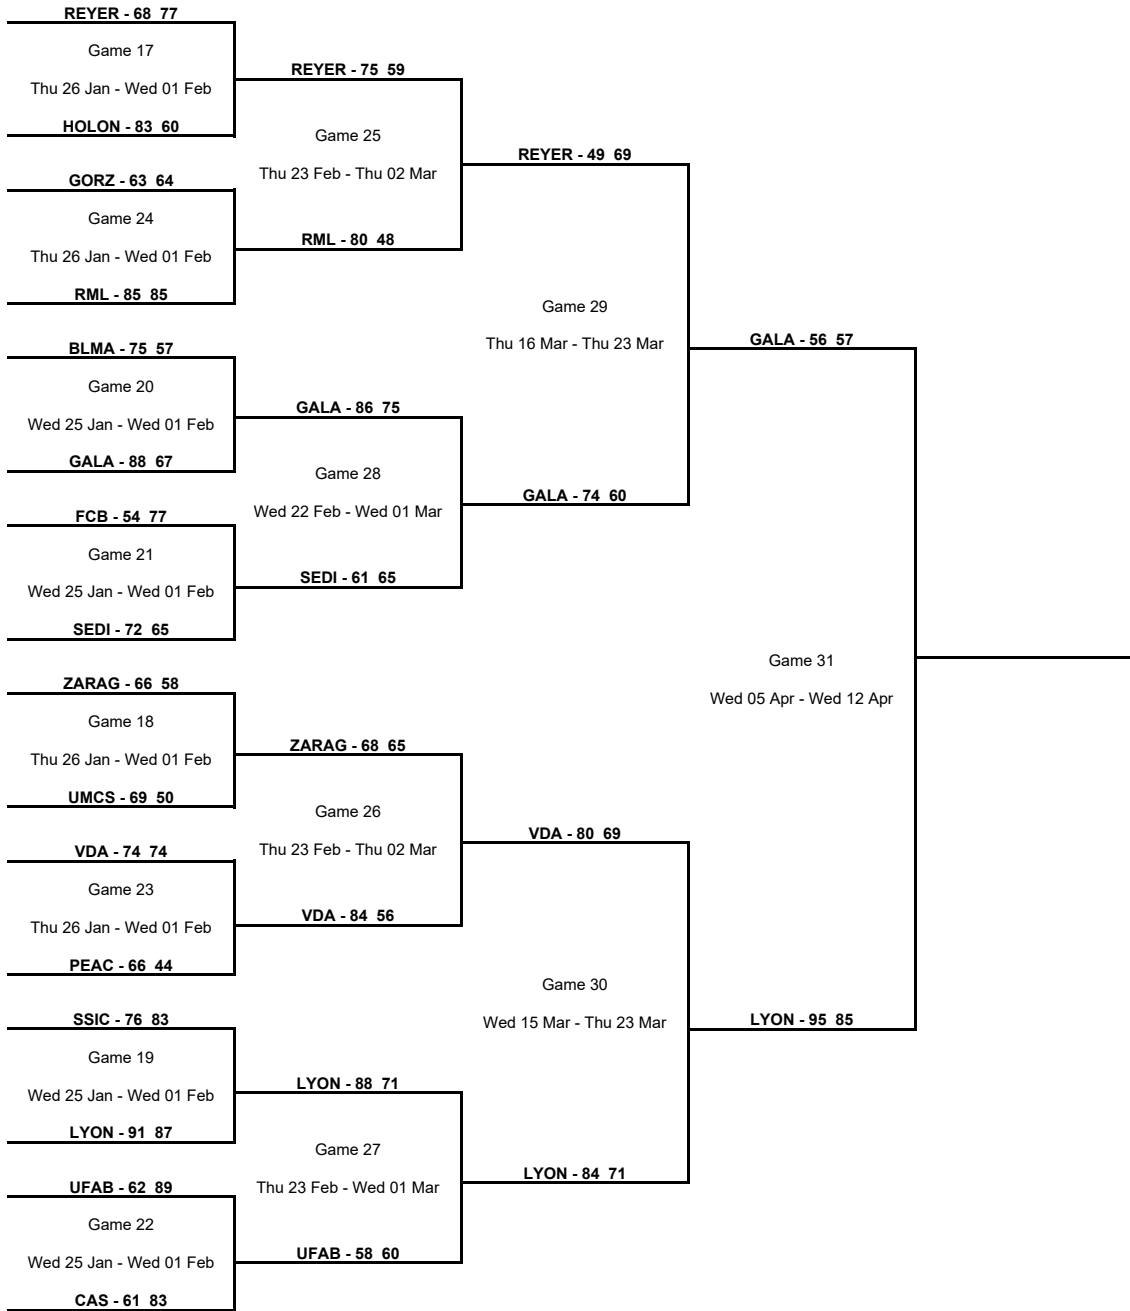 REYER - 68 77
Game 17
Thu 26 Jan - Wed 01 Feb
HOLON - 83 60
GORZ - 63 64
Game 24
Thu 26 Jan - Wed 01 Feb
RML - 85 85
BLMA - 75 57
Game 20
Wed 25 Jan - Wed 01 Feb
GALA - 88 67
FCB - 54 77
Game 21
Wed 25 Jan - Wed 01 Feb
SEDI - 72 65
ZARAG - 66 58
Game 18
Thu 26 Jan - Wed 01 Feb
UMCS - 69 50
VDA - 74 74
Game 23
Thu 26 Jan - Wed 01 Feb
PEAC - 66 44
SSIC - 76 83
Game 19
Wed 25 Jan - Wed 01 Feb
LYON - 91 87
UFAB - 62 89
Game 22
Wed 25 Jan - Wed 01 Feb
CAS - 61 83
REYER - 75 59
Game 25
Thu 23 Feb - Thu 02 Mar
RML - 80 48
GALA - 86 75
Game 28
Wed 22 Feb - Wed 01 Mar
SEDI - 61 65
ZARAG - 68 65
Game 26
Thu 23 Feb - Thu 02 Mar
VDA - 84 56
LYON - 88 71
Game 27
Thu 23 Feb - Wed 01 Mar
UFAB - 58 60
REYER - 49 69
Game 29
Thu 16 Mar - Thu 23 Mar
GALA - 74 60
VDA - 80 69
Game 30
Wed 15 Mar - Thu 23 Mar
LYON - 84 71
GALA - 56 57
Game 31
Wed 05 Apr - Wed 12 Apr
LYON - 95 85